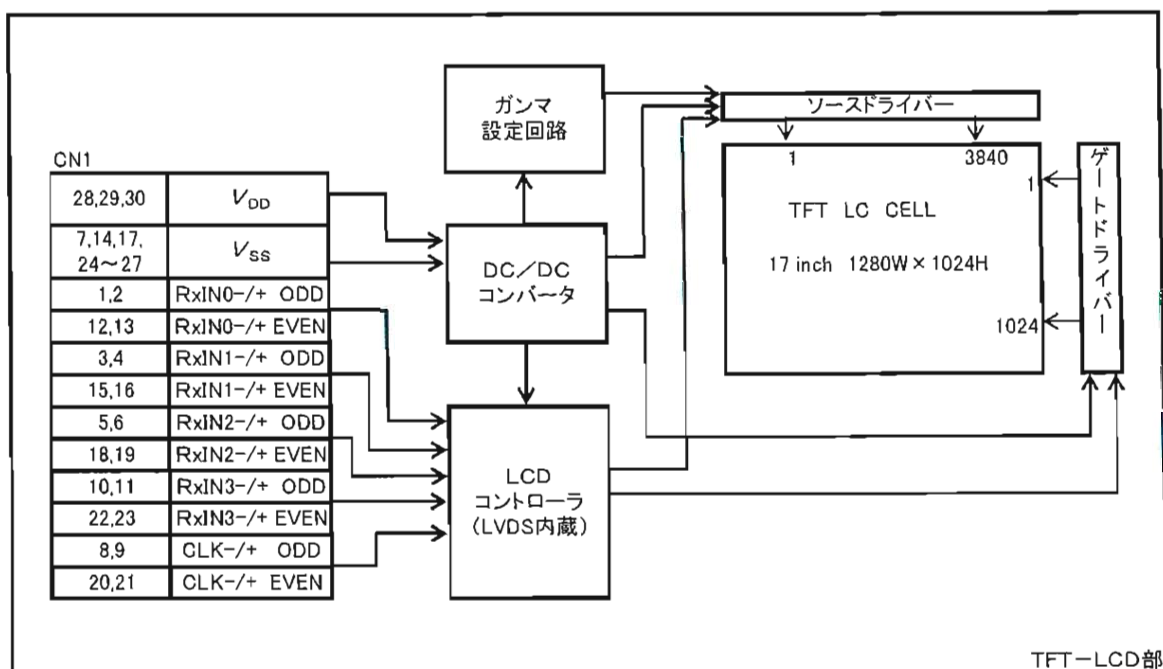 ガンマ
設定回路
ソースドライバー
1
3840
ゲートドライバー
1
1024
TFT LC CELL
17 inch 1280W×1024H
CN1
28,29,30 VDD
7,14,17,
24～27 VSS
1,2 RxIN0-/+ ODD
12,13 RxIN0-/+ EVEN
3,4 RxIN1-/+ ODD
15,16 RxIN1-/+ EVEN
5,6 RxIN2-/+ ODD
18,19 RxIN2-/+ EVEN
10,11 RxIN3-/+ ODD
22,23 RxIN3-/+ EVEN
8,9 CLK-/+ ODD
20,21 CLK-/+ EVEN
DC/DC
コンバータ
LCD
コントローラ
(LVDS内蔵)
TFT-LCD部